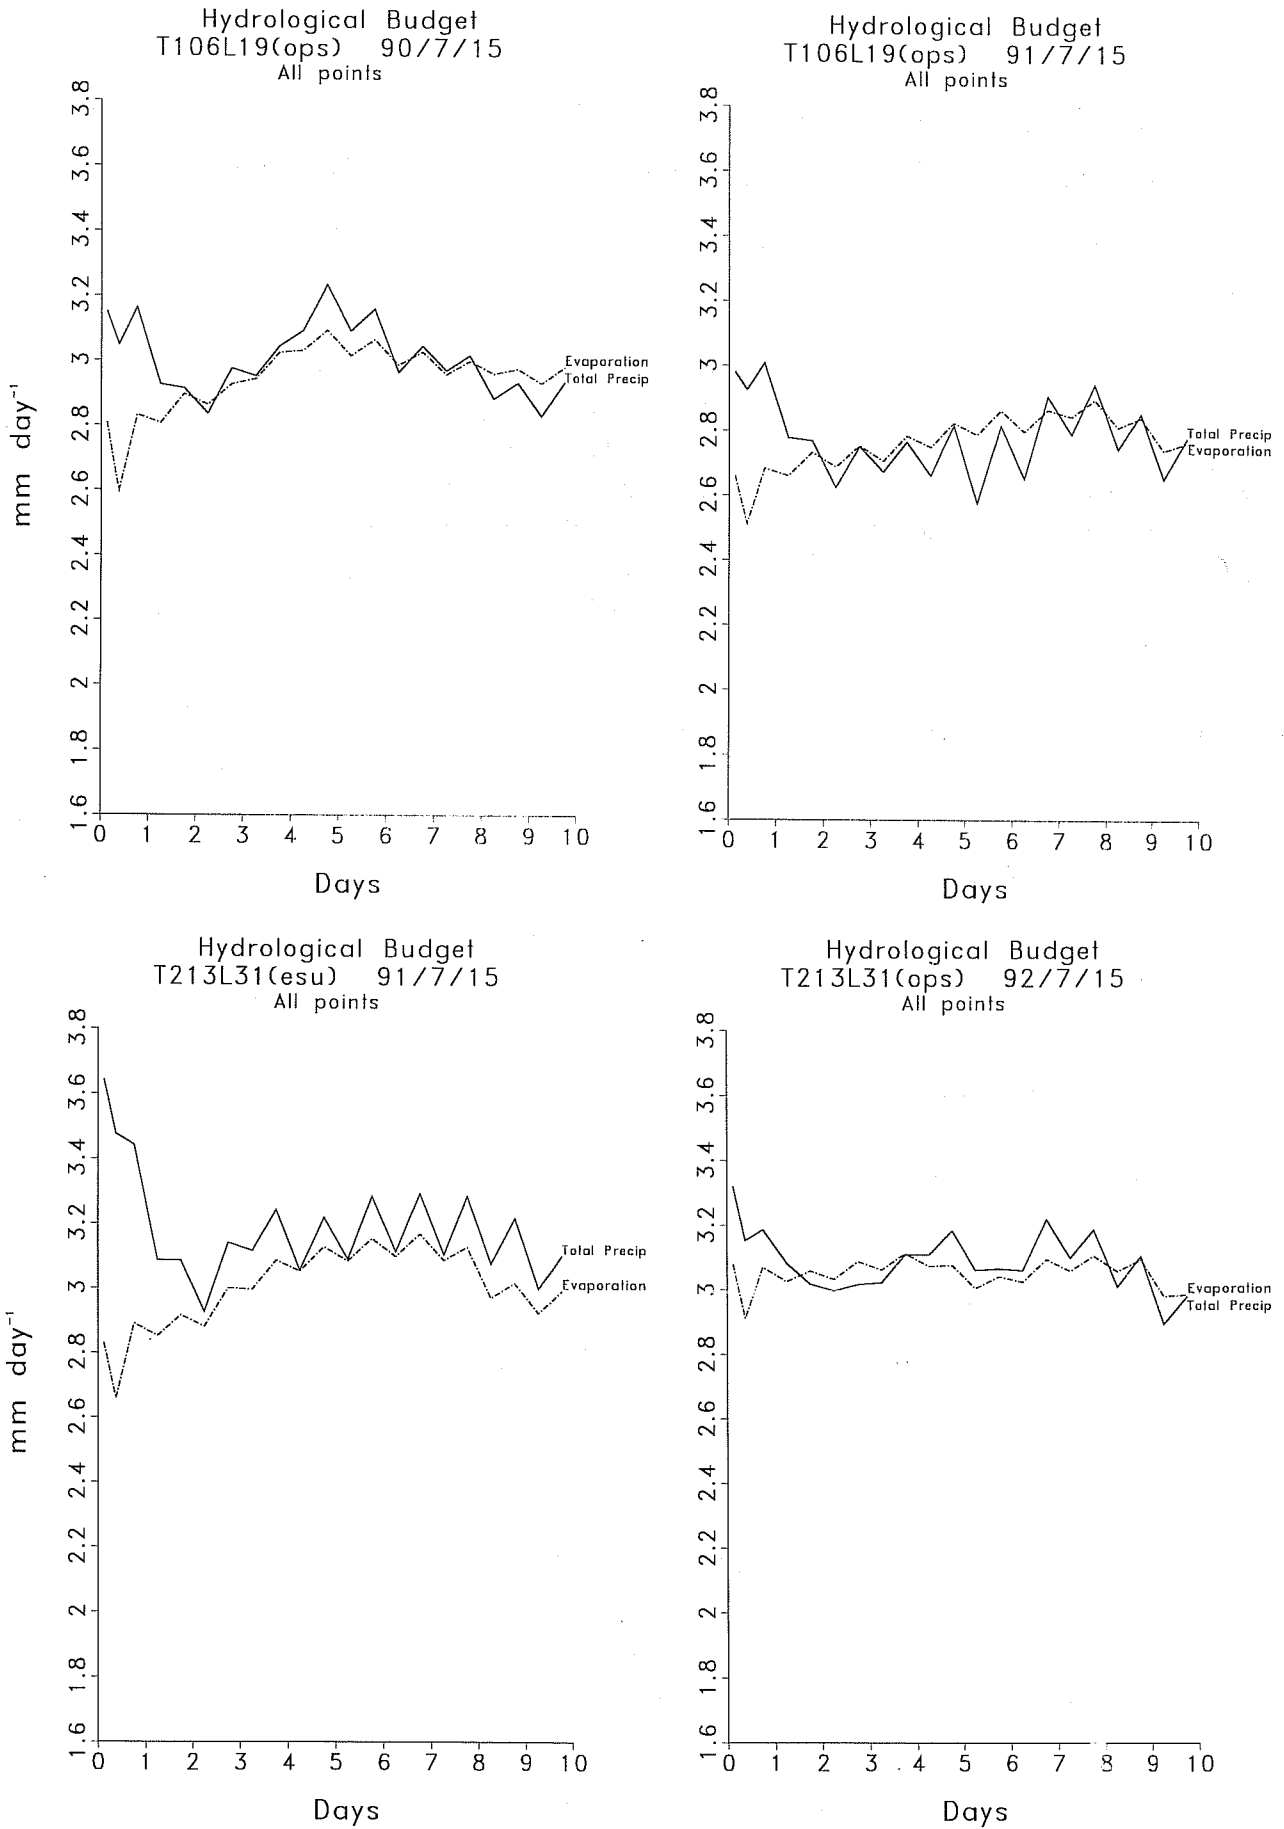 Hydrological Budget
T106L19(ops) 90/7/15
All points
3.8
3.6
3.4
3.2
3
2.8
2.6
2.4
2.2
2
1.8
1.6
mm day⁻¹
Evaporation
Total Precip
0 1 2 3 4 5 6 7 8 9 10
Days
Hydrological Budget
T106L19(ops) 91/7/15
All points
3.8
3.6
3.4
3.2
3
2.8
2.6
2.4
2.2
2
1.8
1.6
Total Precip
Evaporation
0 1 2 3 4 5 6 7 8 9 10
Days
Hydrological Budget
T213L31(esu) 91/7/15
All points
3.8
3.6
3.4
3.2
3
2.8
2.6
2.4
2.2
2
1.8
1.6
mm day⁻¹
Total Precip
Evaporation
0 1 2 3 4 5 6 7 8 9 10
Days
Hydrological Budget
T213L31(ops) 92/7/15
All points
3.8
3.6
3.4
3.2
3
2.8
2.6
2.4
2.2
2
1.8
1.6
Evaporation
Total Precip
0 1 2 3 4 5 6 7 8 9 10
Days